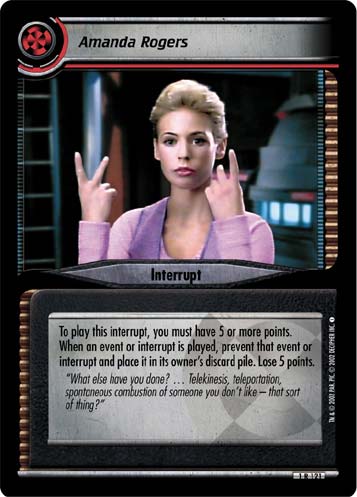 Amanda Rogers
Interrupt
To play this interrupt, you must have 5 or more points.
When an event or interrupt is played, prevent that event or
interrupt and place it in its owner's discard pile. Lose 5 points.
"What else have you done? … Telekinesis, teleportation,
spontaneous combustion of someone you don't like – that sort
of thing?"
TM & © 2002 PAR. PIC. © 2002 DECIPHER INC.
1 R 121